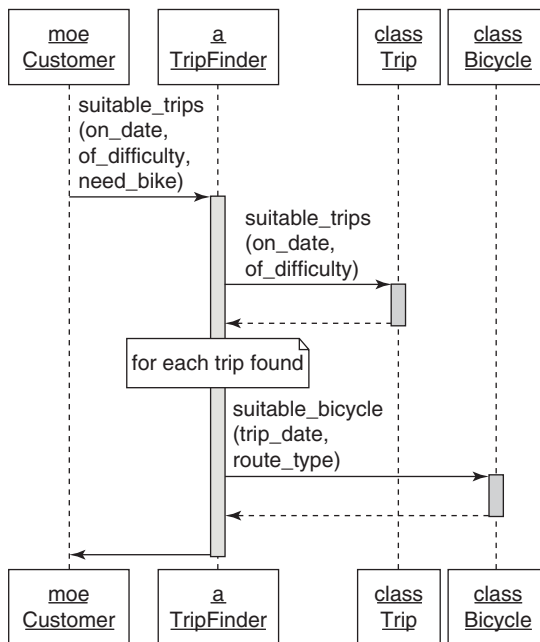 moe
Customer
a
TripFinder
class
Trip
class
Bicycle
suitable_trips
(on_date,
of_difficulty,
need_bike)
suitable_trips
(on_date,
of_difficulty)
for each trip found
suitable_bicycle
(trip_date,
route_type)
moe
Customer
a
TripFinder
class
Trip
class
Bicycle